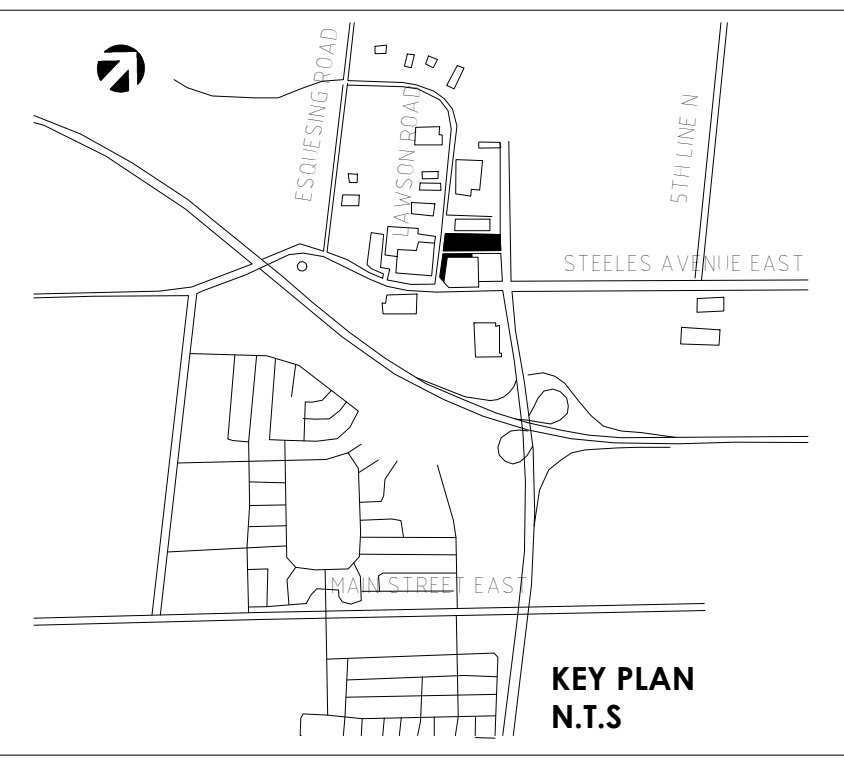 ESQUESING ROAD
LAWSON ROAD
5TH LINE N
STEELES AVENUE EAST
MAIN STREET EAST
KEY PLAN
N.T.S